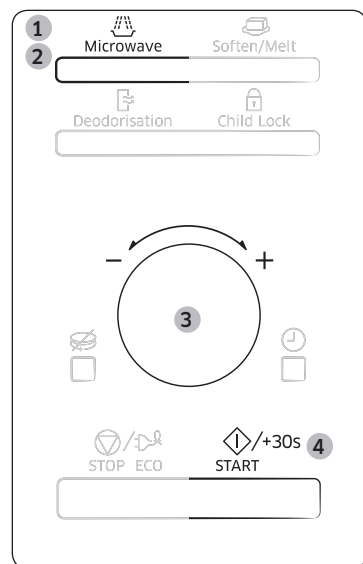 1
2
Microwave Soften/Melt
Deodorisation Child Lock
− +
3
/ /+30s 4
STOP ECO START